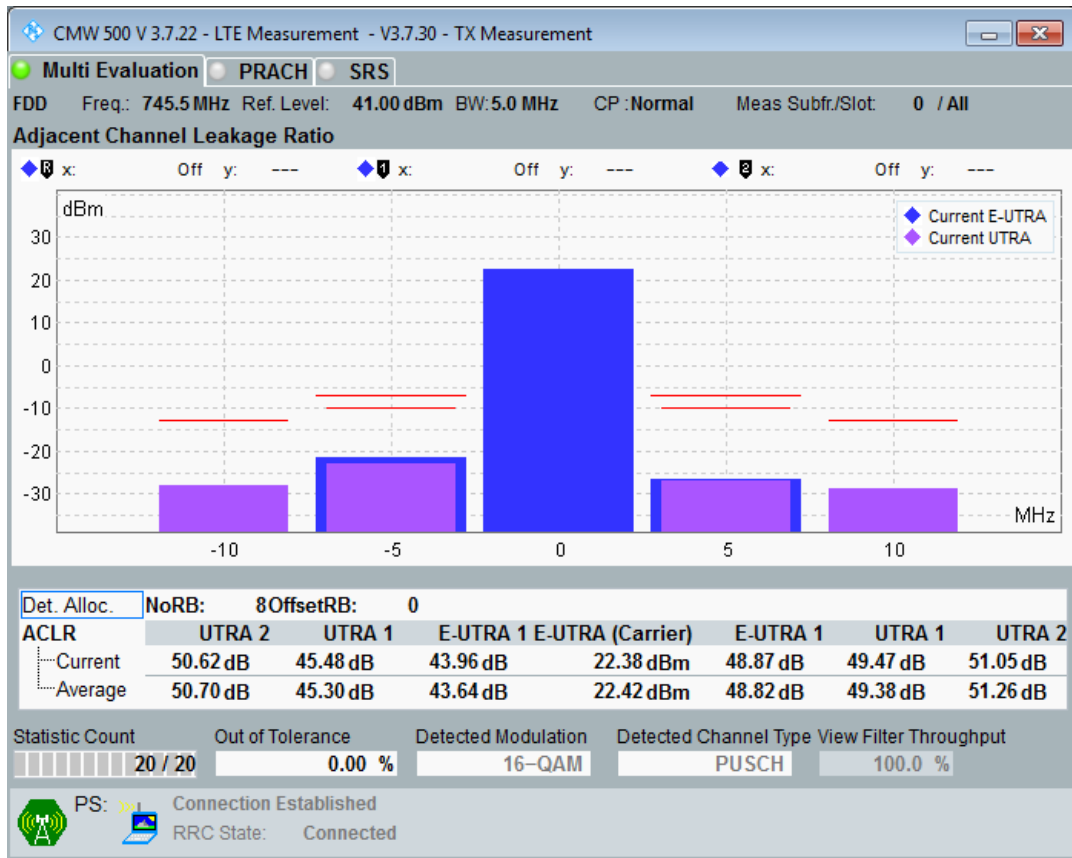 CMW 500 V 3.7.22 - LTE Measurement - V3.7.30 - TX Measurement
Multi Evaluation PRACH SRS
FDD Freq.: 745.5 MHz Ref. Level: 41.00 dBm BW: 5.0 MHz CP : Normal Meas Subfr./Slot: 0 / All
Adjacent Channel Leakage Ratio
R x: Off y: --- 1 x: Off y: --- 2 x: Off y: ---
dBm
Current E-UTRA
Current UTRA
30
20
10
0
-10
-20
-30
MHz
-10 -5 0 5 10
Det. Alloc. NoRB: 8 OffsetRB: 0
ACLR UTRA 2 UTRA 1 E-UTRA 1 E-UTRA (Carrier) E-UTRA 1 UTRA 1 UTRA 2
Current 50.62 dB 45.48 dB 43.96 dB 22.38 dBm 48.87 dB 49.47 dB 51.05 dB
Average 50.70 dB 45.30 dB 43.64 dB 22.42 dBm 48.82 dB 49.38 dB 51.26 dB
Statistic Count Out of Tolerance Detected Modulation Detected Channel Type View Filter Throughput
20 / 20 0.00 % 16-QAM PUSCH 100.0 %
PS: Connection Established
RRC State: Connected